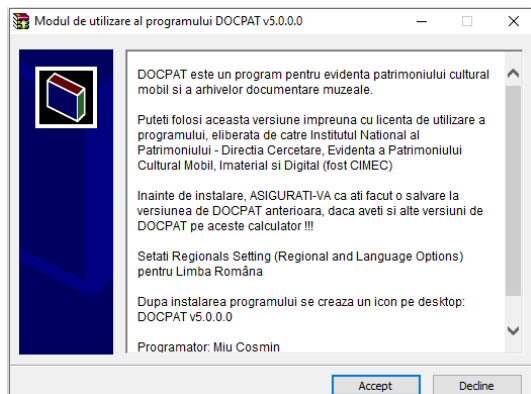 Modul de utilizare al programului DOCPAT v5.0.0.0
DOCPAT este un program pentru evidenta patrimoniului cultural
mobil si a arhivelor documentare muzeale.
Puteti folosi aceasta versiune impreuna cu licenta de utilizare a
programului, eliberata de catre Institutul National al
Patrimoniului - Directia Cercetare, Evidenta a Patrimoniului
Cultural Mobil, Imaterial si Digital (fost CIMEC)
Inainte de instalare, ASIGURATI-VA ca ati facut o salvare la
versiunea de DOCPAT anterioara, daca aveti si alte versiuni de
DOCPAT pe aceste calculator !!!
Setati Regionals Setting (Regional and Language Options)
pentru Limba Româna
Dupa instalarea programului se creaza un icon pe desktop:
DOCPAT v5.0.0.0
Programator: Miu Cosmin
Accept
Decline